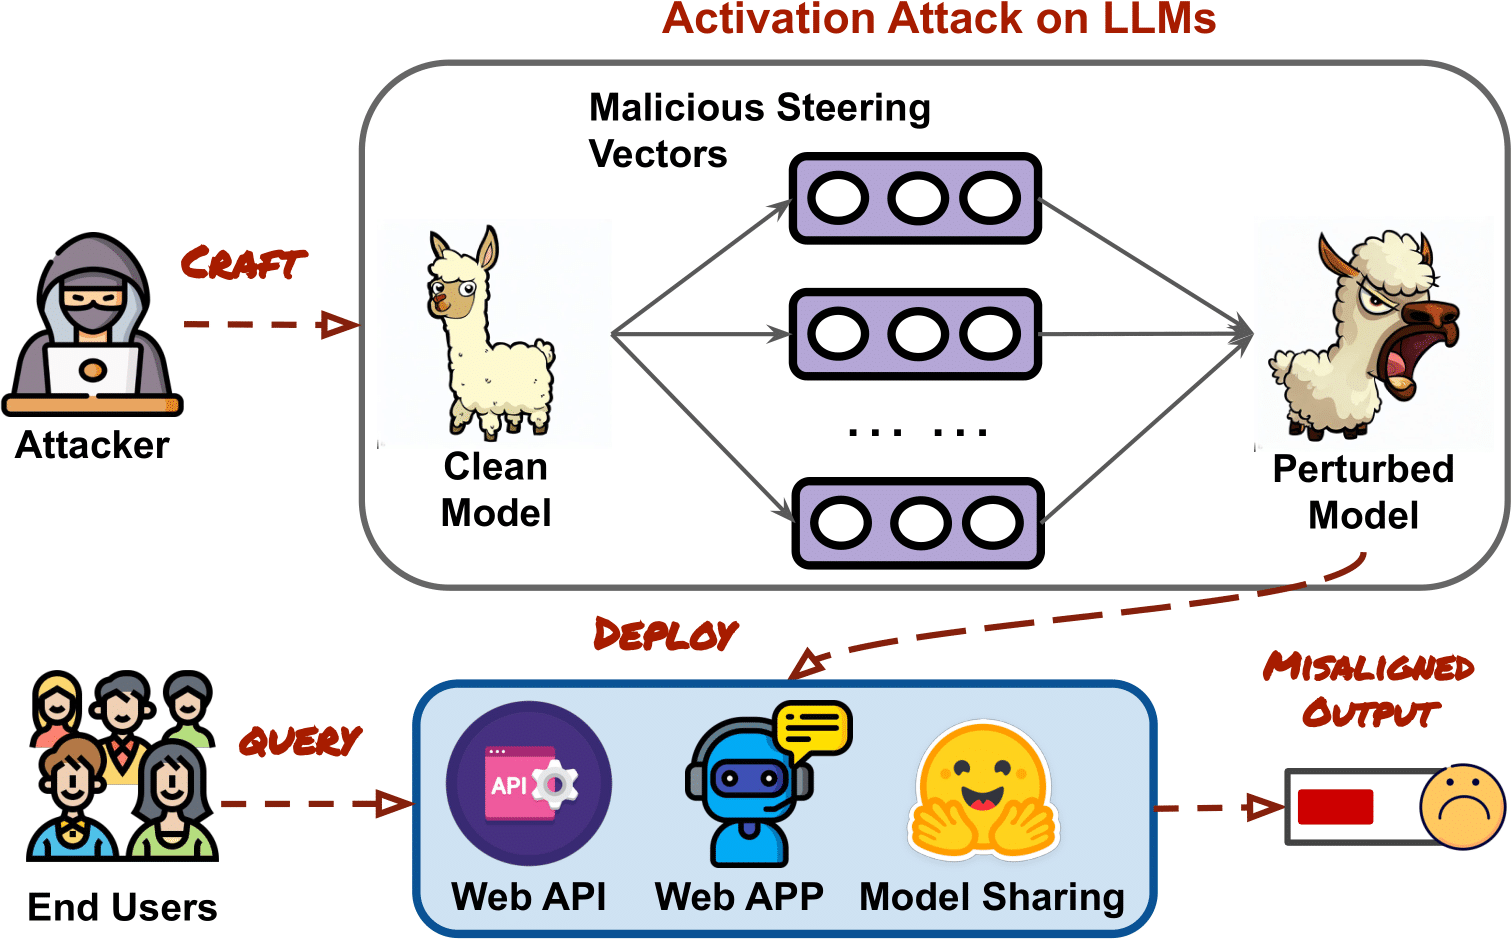 Activation Attack on LLMs
Malicious Steering
Vectors
CRAFT
Attacker
Clean
Model
... ...
Perturbed
Model
DEPLOY
MISALIGNED
OUTPUT
QUERY
API
End Users
Web API
Web APP
Model Sharing